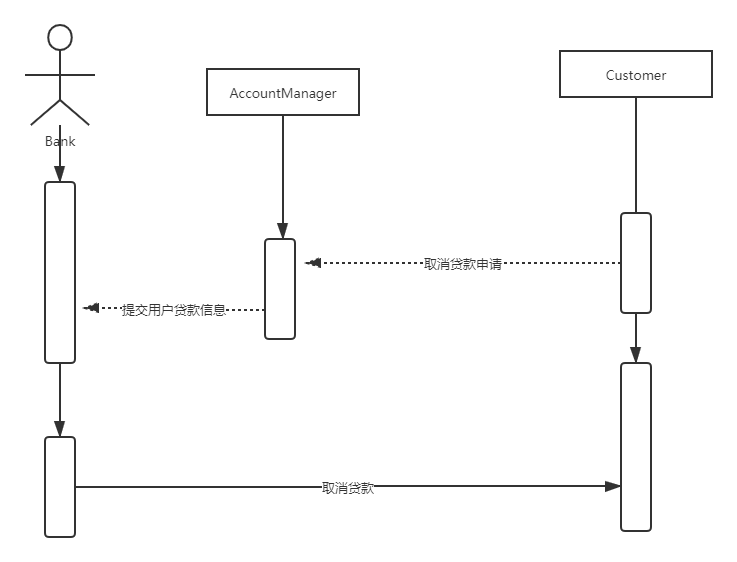 Customer
AccountManager
Bank
取消贷款申请
提交用户贷款信息
取消贷款